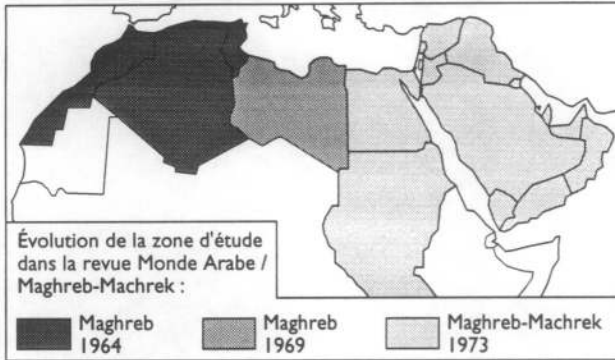 Évolution de la zone d'étude
dans la revue Monde Arabe /
Maghreb-Machrek :
Maghreb
1964
Maghreb
1969
Maghreb-Machrek
1973